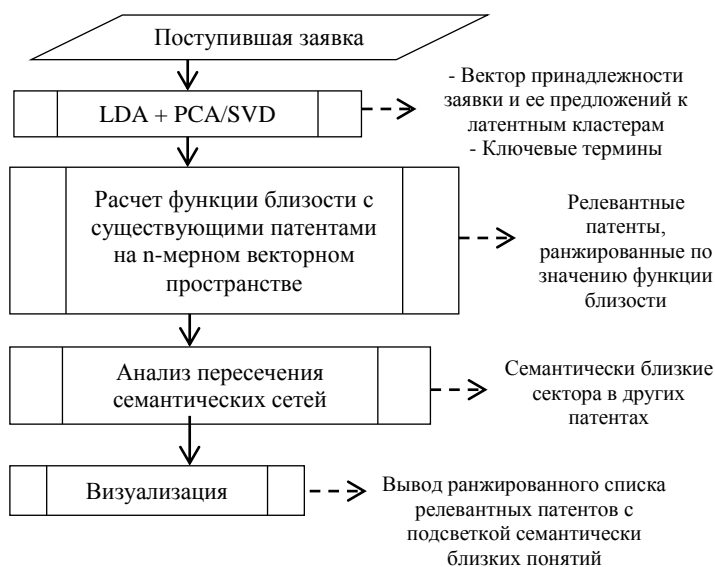 Поступившая заявка
LDA + PCA/SVD
- Вектор принадлежности
заявки и ее предложений к
латентным кластерам
- Ключевые термины
Расчет функции близости с
существующими патентами
на n-мерном векторном
пространстве
Релевантные
патенты,
ранжированные по
значению функции
близости
Анализ пересечения
семантических сетей
Семантически близкие
сектора в других
патентах
Визуализация
Вывод ранжированного списка
релевантных патентов с
подсветкой семантически
близких понятий